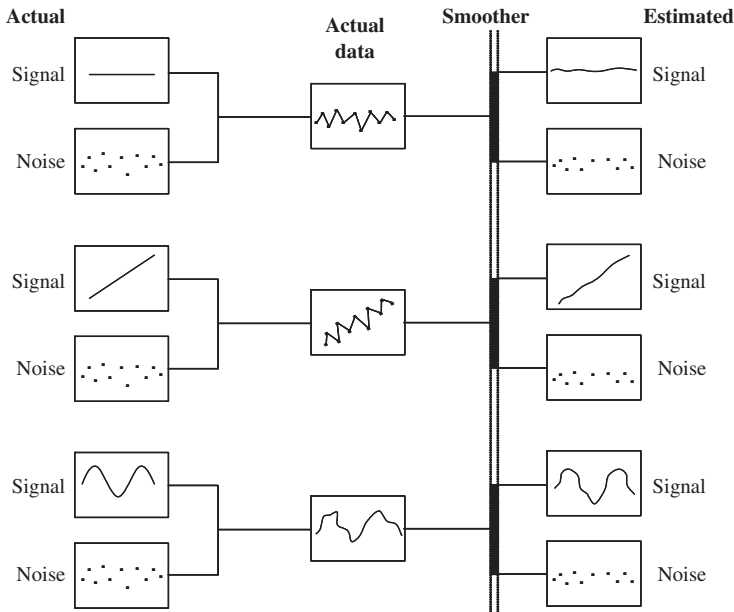 Actual
Actual
data
Smoother
Estimated
Signal
Signal
Noise
Noise
Signal
Signal
Noise
Noise
Signal
Signal
Noise
Noise